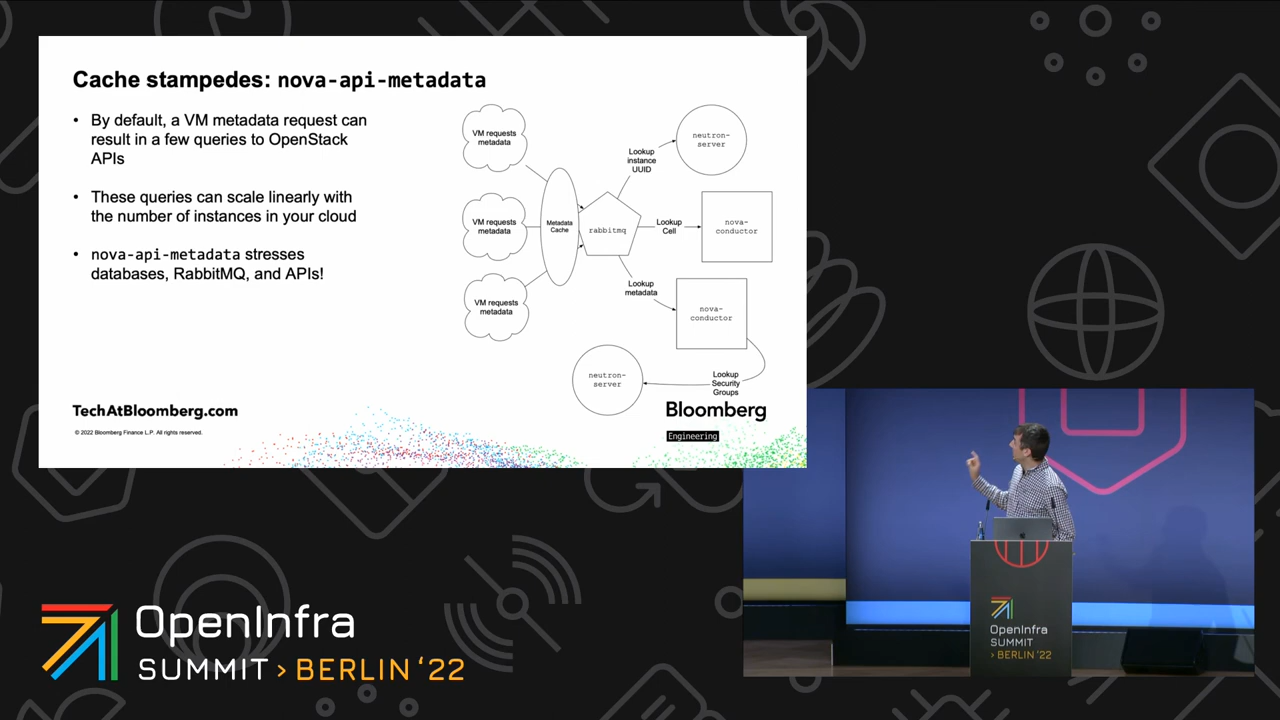 Cache stampedes: nova-api-metadata
• By default, a VM metadata request can
result in a few queries to OpenStack
APIs
• These queries can scale linearly with
the number of instances in your cloud
• nova-api-metadata stresses
databases, RabbitMQ, and APIs!
VM requests
metadata
VM requests
metadata
VM requests
metadata
Metadata
Cache
rabbitmq
Lookup
instance
UUID
neutron-
server
Lookup
Cell
nova-
conductor
Lookup
metadata
nova-
conductor
Lookup
Security
Groups
neutron-
server
TechAtBloomberg.com
© 2022 Bloomberg Finance L.P. All rights reserved.
Bloomberg
Engineering
OpenInfra
SUMMIT > BERLIN '22
OpenInfra
SUMMIT
> BERLIN '22